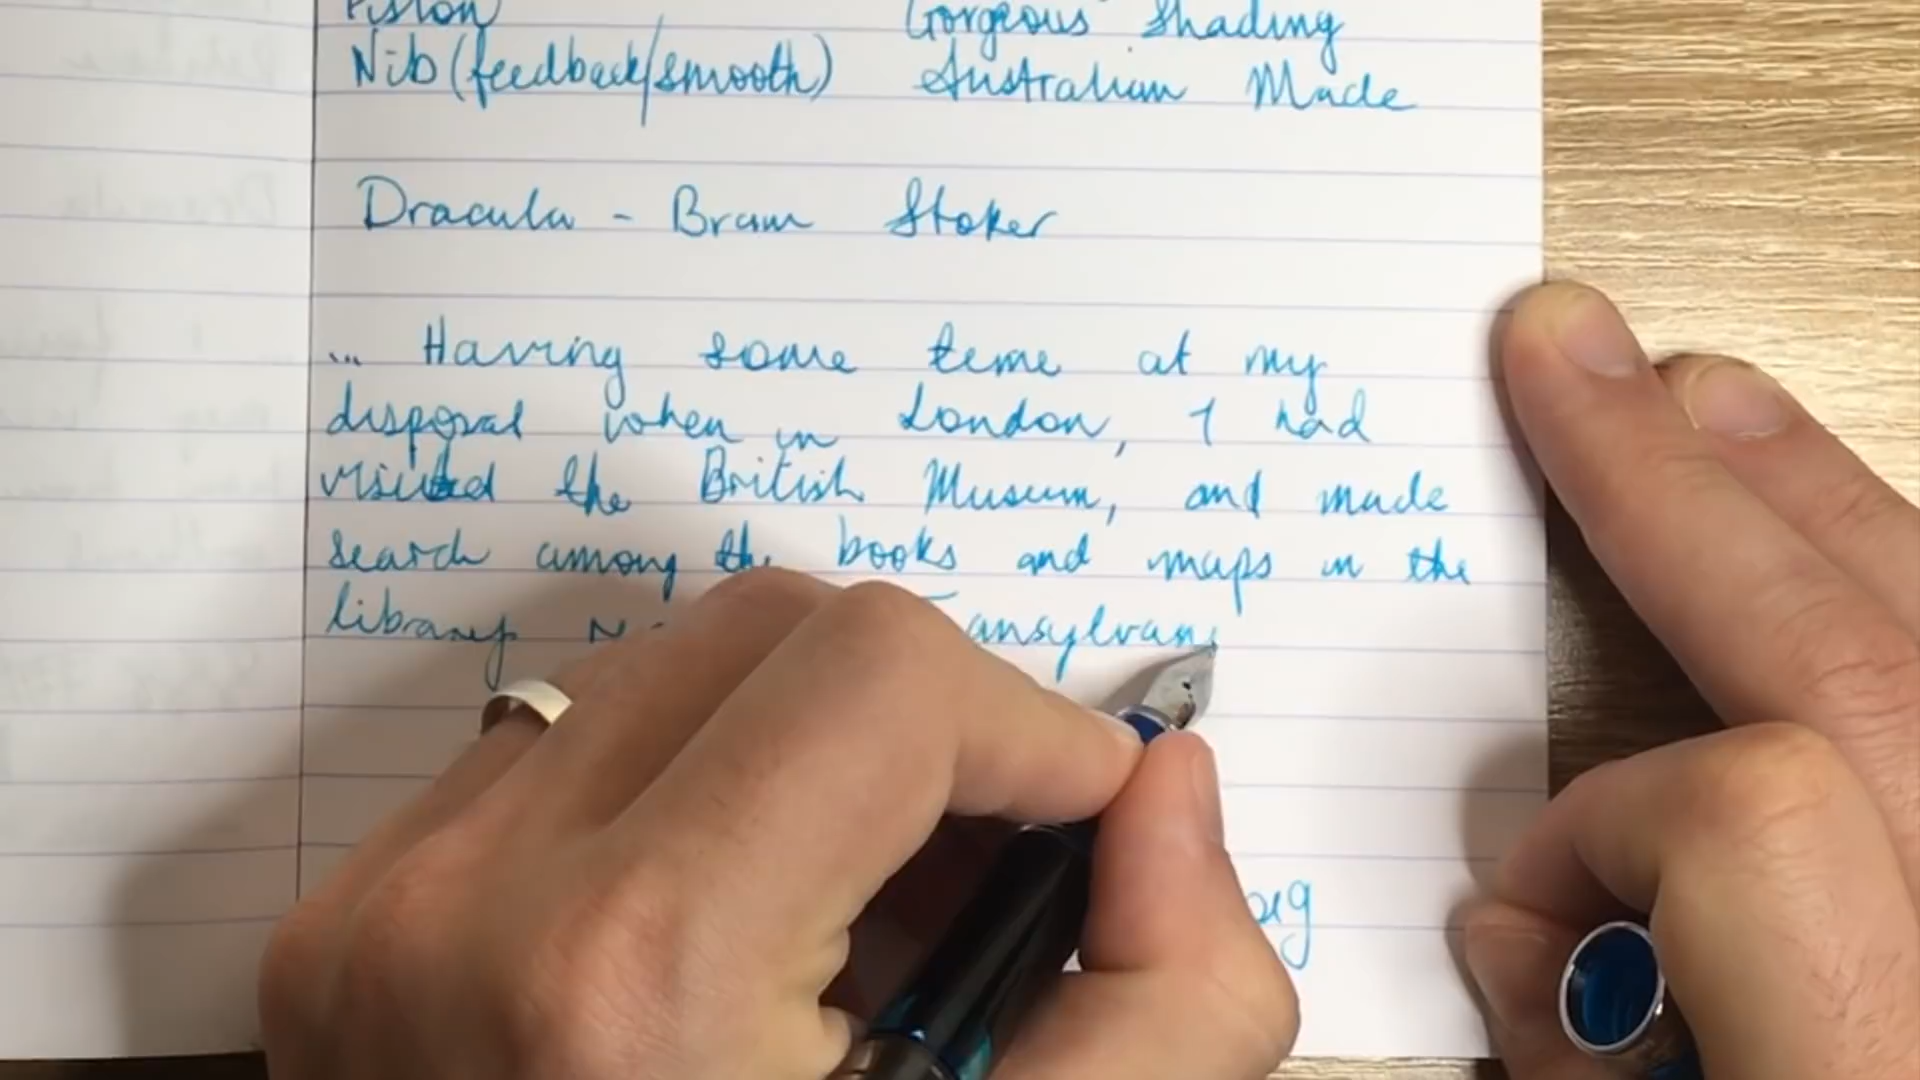 Piston Gorgeous Shading
Nib (feedback/smooth) Australian Made
Dracula - Bram Stoker
... Having some time at my
disposal when in London, I had
visited the British Museum, and made
search among the books and maps in the
library